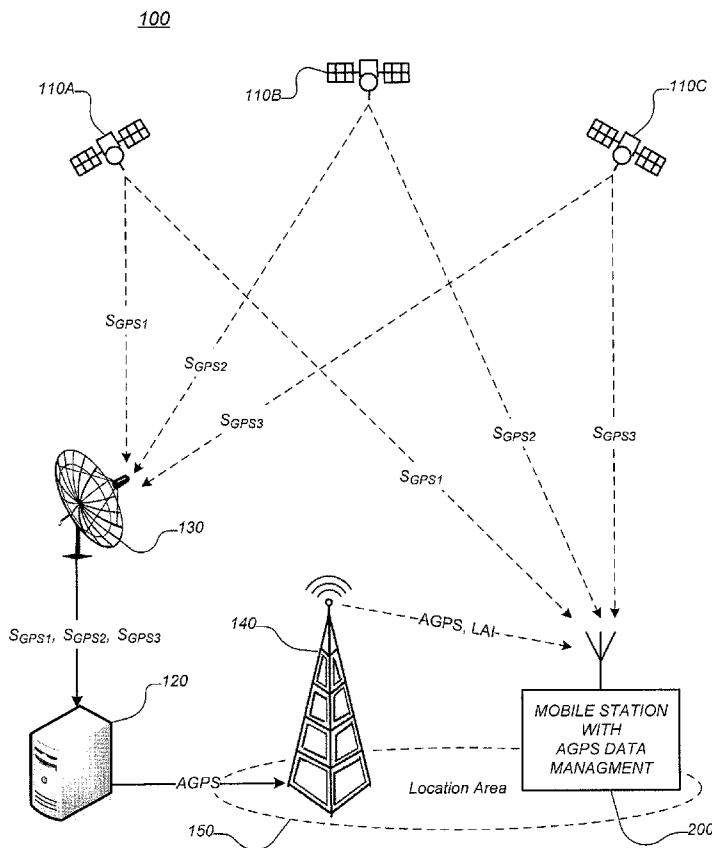 100
110A
110B
110C
SGPS1
SGPS2
SGPS3
SGPS2
SGPS3
SGPS1
130
SGPS1, SGPS2, SGPS3
140
AGPS, LAI
120
MOBILE STATION
WITH
AGPS DATA
MANAGMENT
AGPS
Location Area
150
200